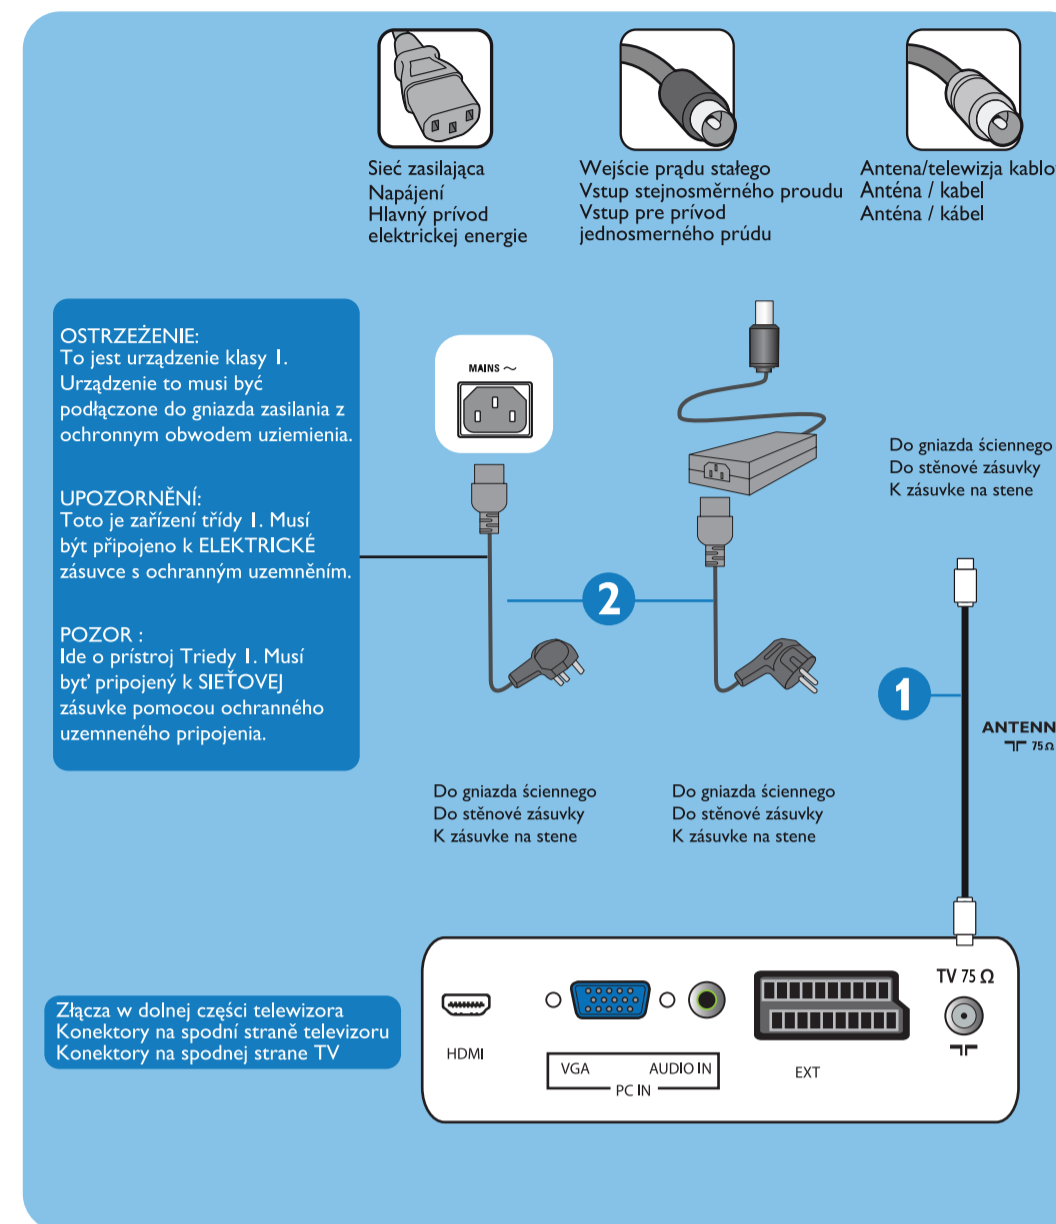 Sieć zasilająca
Napájení
Hlavný prívod
elektrickej energie
Wejście prądu stałego
Vstup stejnosměrného proudu
Vstup pre prívod
jednosmerného prúdu
Antena/telewizja kablo
Anténa / kabel
Anténa / kábel
OSTRZEŻENIE:
To jest urządzenie klasy 1.
Urządzenie to musi być
podłączone do gniazda zasilania z
ochronnym obwodem uziemienia.
UPOZORNĚNÍ:
Toto je zařízení třídy 1. Musí
být připojeno k ELEKTRICKÉ
zásuvce s ochranným uzemněním.
POZOR :
Ide o prístroj Triedy 1. Musí
byť pripojený k SIEŤOVEJ
zásuvke pomocou ochranného
uzemneného pripojenia.
MAINS ~
Do gniazda ściennego
Do stěnové zásuvky
K zásuvke na stene
2
1
ANTENN
75Ω
Do gniazda ściennego
Do stěnové zásuvky
K zásuvke na stene
Do gniazda ściennego
Do stěnové zásuvky
K zásuvke na stene
Złącza w dolnej części telewizora
Konektory na spodní straně televizoru
Konektory na spodnej strane TV
HDMI
VGA AUDIO IN
PC IN
EXT
TV 75 Ω